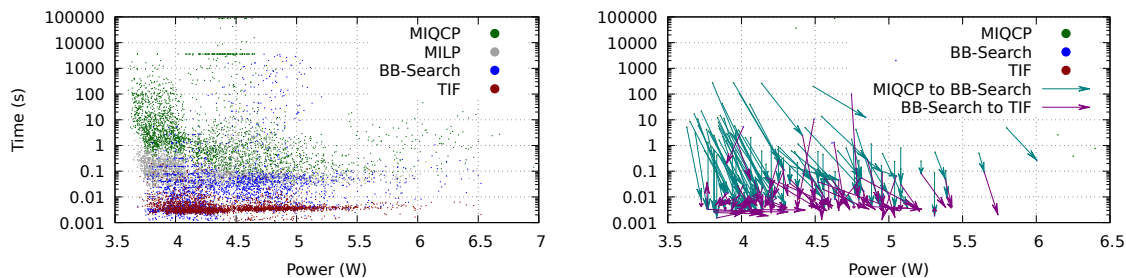 Time (s)
100000
10000
1000
100
10
1
0.1
0.01
0.001
3.5 4 4.5 5 5.5 6 6.5 7
Power (W)
MIQCP
MILP
BB-Search
TIF
100000
10000
1000
100
10
1
0.1
0.01
0.001
3.5 4 4.5 5 5.5 6 6.5
Power (W)
MIQCP
BB-Search
TIF
MIQCP to BB-Search
BB-Search to TIF